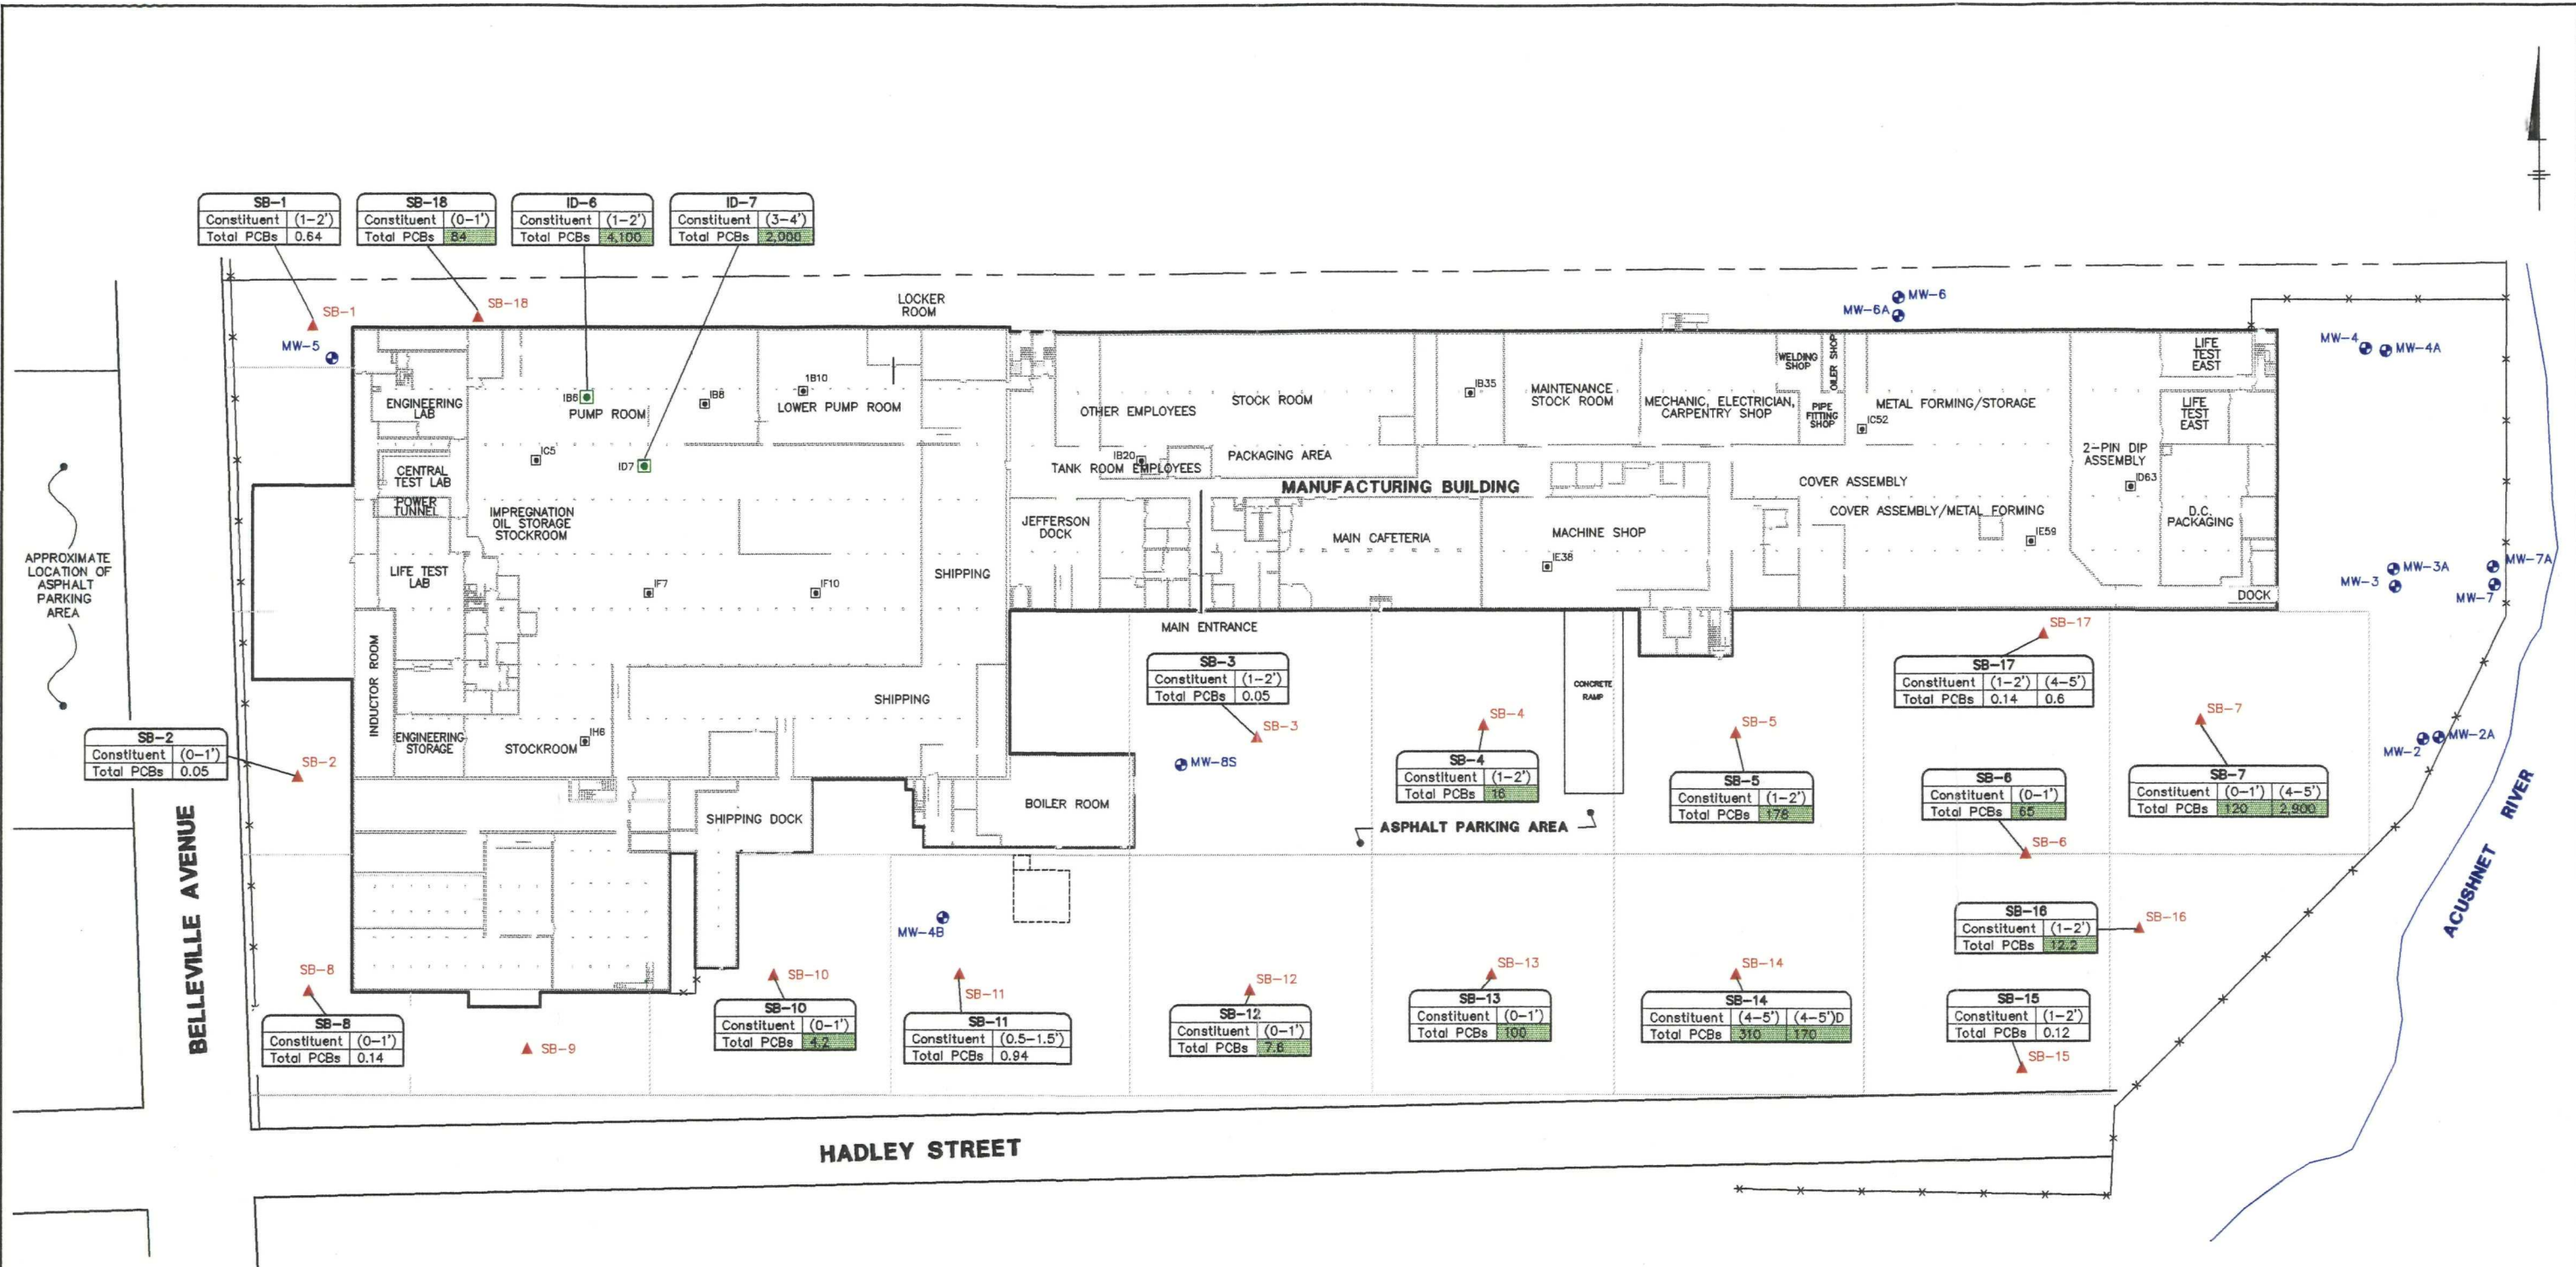 SB-1
Constituent (1-2')
Total PCBs 0.64
SB-18
Constituent (0-1')
Total PCBs 84
ID-6
Constituent (1-2')
Total PCBs 4,100
ID-7
Constituent (3-4')
Total PCBs 2,000
SB-1
SB-18
MW-5
LOCKER
ROOM
MW-6
MW-6A
MW-4
MW-4A
ENGINEERING
LAB
IB6
PUMP ROOM
IB8
1B10
LOWER PUMP ROOM
OTHER EMPLOYEES
STOCK ROOM
IB35
MAINTENANCE
STOCK ROOM
MECHANIC, ELECTRICIAN,
CARPENTRY SHOP
WELDING
SHOP
OILER SHOP
PIPE
FITTING
SHOP
METAL FORMING/STORAGE
IC52
LIFE
TEST
EAST
LIFE
TEST
EAST
IC5
ID7
CENTRAL
TEST LAB
POWER
TUNNEL
IB20
TANK ROOM EMPLOYEES
PACKAGING AREA
MANUFACTURING BUILDING
2-PIN DIP
ASSEMBLY
ID63
COVER ASSEMBLY
COVER ASSEMBLY/METAL FORMING
D.C.
PACKAGING
IMPREGNATION
OIL STORAGE
STOCKROOM
JEFFERSON
DOCK
MAIN CAFETERIA
MACHINE SHOP
IE59
IE38
APPROXIMATE
LOCATION OF
ASPHALT
PARKING
AREA
LIFE TEST
LAB
IF7
IF10
SHIPPING
DOCK
MW-3A
MW-3
MW-7A
MW-7
INDUCTOR ROOM
MAIN ENTRANCE
SB-17
SB-17
Constituent (1-2') (4-5')
Total PCBs 0.14 0.6
SB-3
Constituent (1-2')
Total PCBs 0.05
CONCRETE
RAMP
SHIPPING
SB-3
SB-4
SB-5
SB-7
ENGINEERING
STORAGE
STOCKROOM
IH6
SB-2
Constituent (0-1')
Total PCBs 0.05
SB-2
MW-8S
MW-2
MW-2A
SB-4
Constituent (1-2')
Total PCBs 16
SB-5
Constituent (1-2')
Total PCBs 178
SB-6
Constituent (0-1')
Total PCBs 65
SB-7
Constituent (0-1') (4-5')
Total PCBs 120 2,900
BOILER ROOM
SHIPPING DOCK
ASPHALT PARKING AREA
SB-6
ACUSHNET RIVER
BELLEVILLE AVENUE
MW-4B
SB-16
Constituent (1-2')
Total PCBs 12.2
SB-16
SB-8
SB-10
SB-11
SB-12
SB-13
SB-14
SB-8
Constituent (0-1')
Total PCBs 0.14
SB-9
SB-10
Constituent (0-1')
Total PCBs 4.2
SB-11
Constituent (0.5-1.5')
Total PCBs 0.94
SB-12
Constituent (0-1')
Total PCBs 7.6
SB-13
Constituent (0-1')
Total PCBs 100
SB-14
Constituent (4-5') (4-5')D
Total PCBs 310 170
SB-15
Constituent (1-2')
Total PCBs 0.12
SB-15
HADLEY STREET